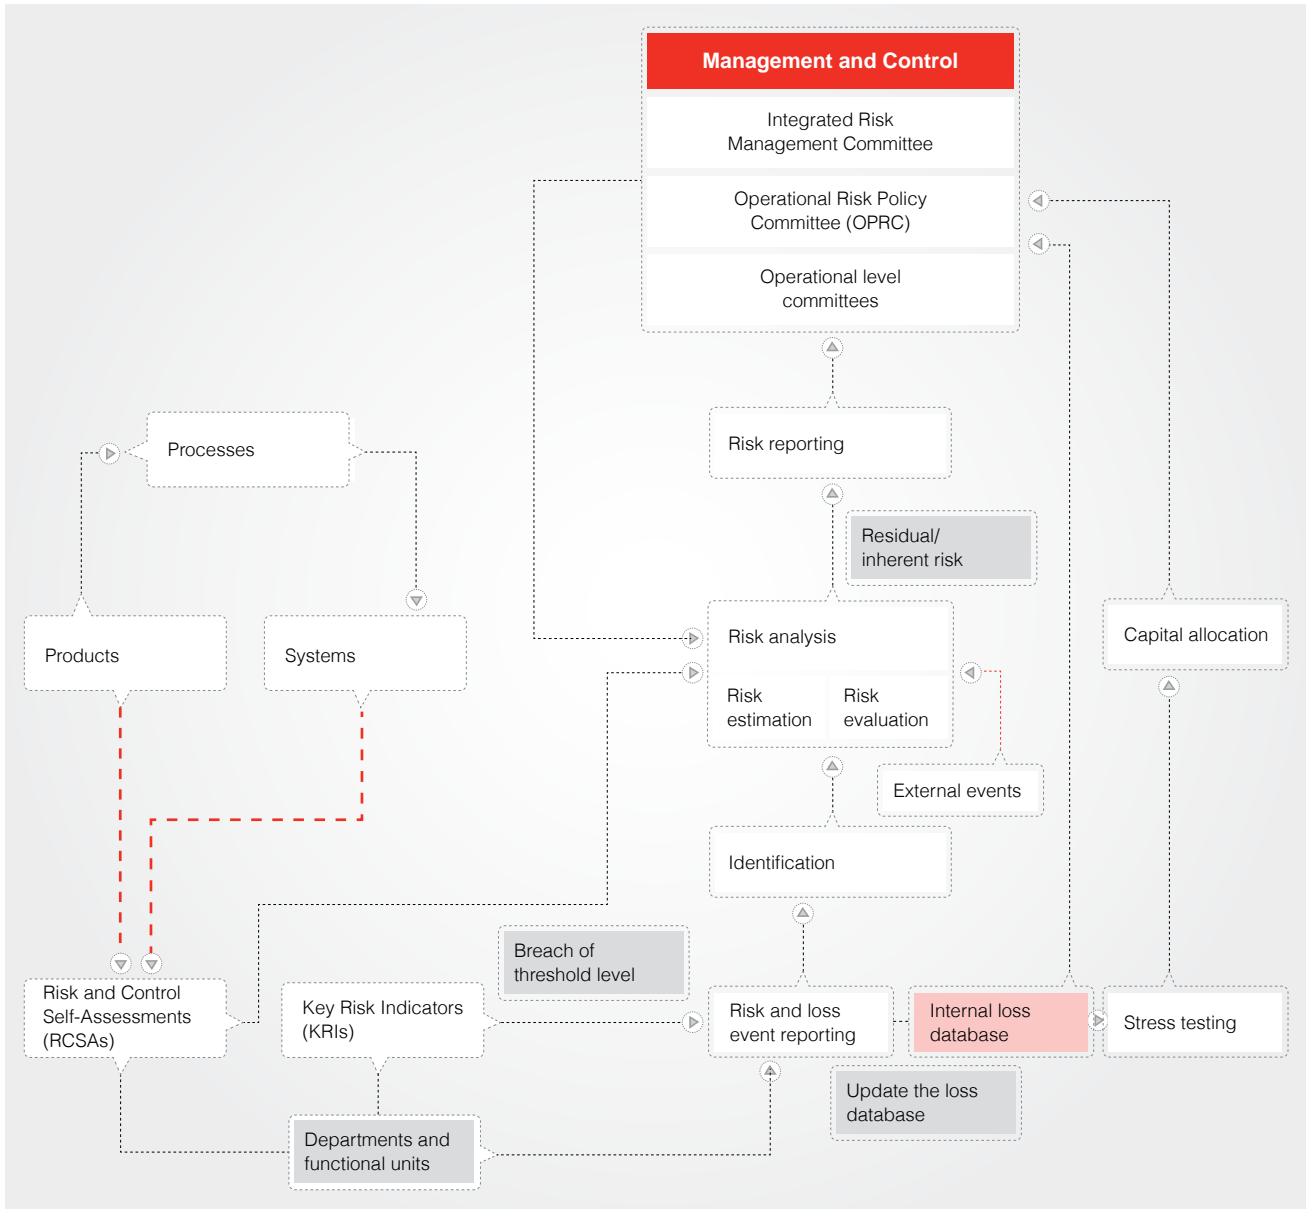 Management and Control
Integrated Risk
Management Committee
Operational Risk Policy
Committee (OPRC)
Operational level
committees
Processes
Risk reporting
Residual/
inherent risk
Products
Systems
Risk analysis
Risk
estimation
Risk
evaluation
Capital allocation
External events
Identification
Breach of
threshold level
Risk and Control
Self-Assessments
(RCSAs)
Key Risk Indicators
(KRIs)
Risk and loss
event reporting
Internal loss
database
Stress testing
Update the loss
database
Departments and
functional units